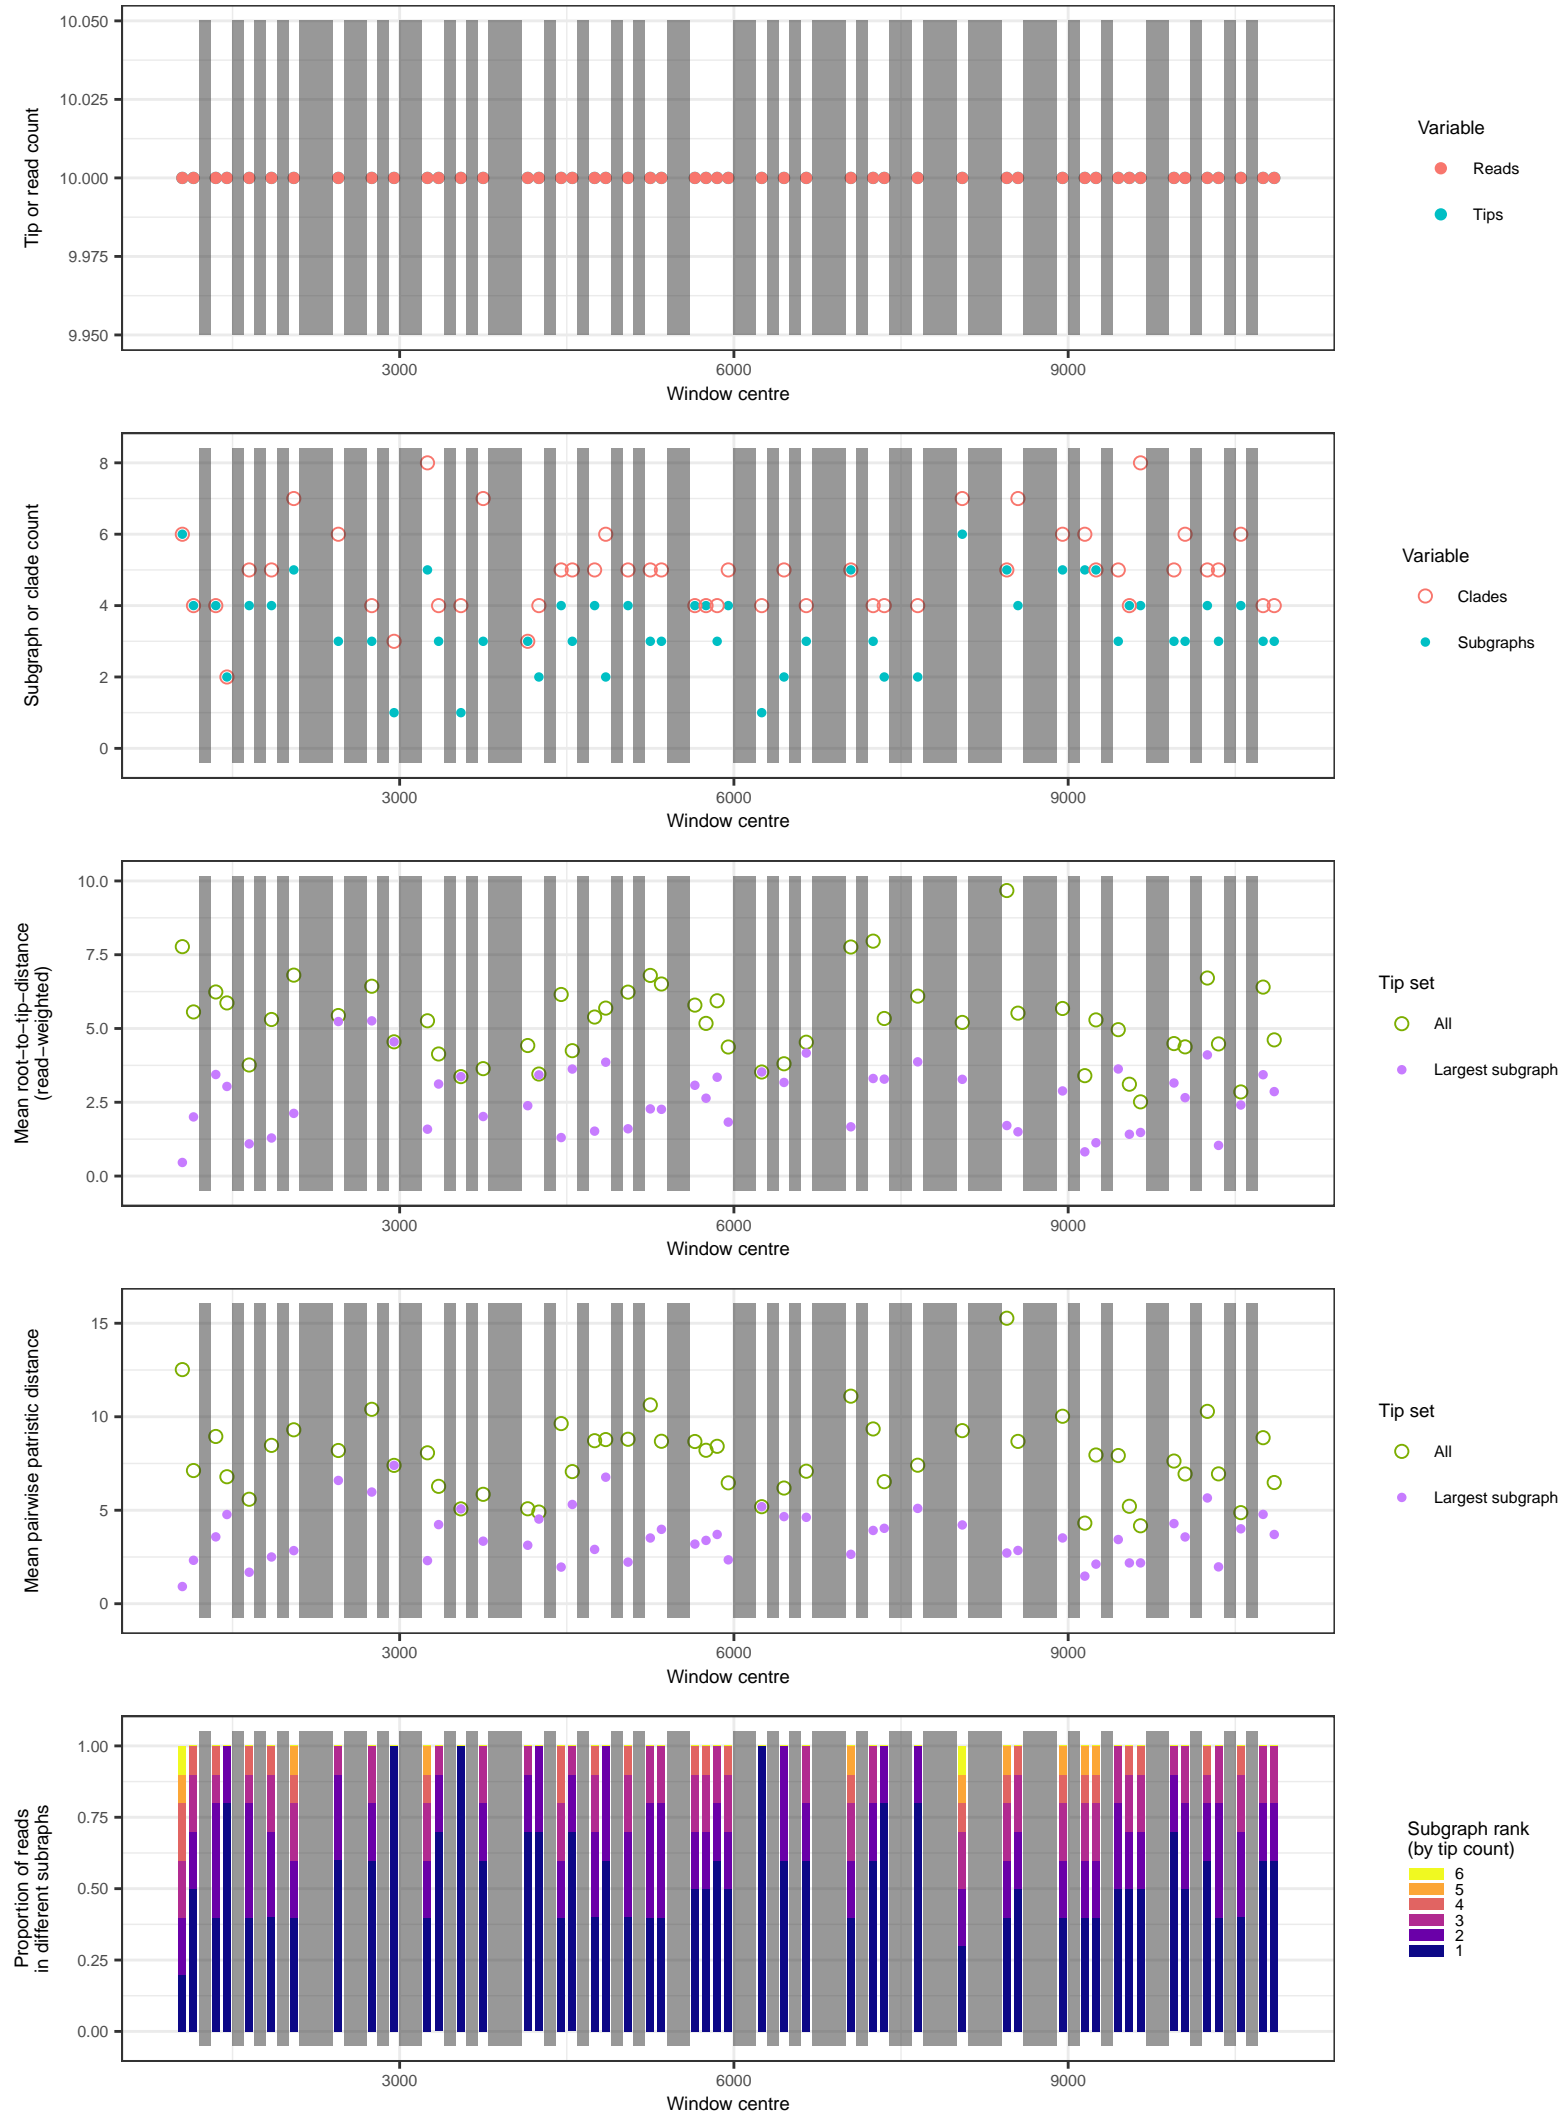 10.050
10.025
10.000
9.975
9.950
Tip or read count
3000
6000
9000
Window centre
Variable
Reads
Tips
8
6
4
2
0
Subgraph or clade count
3000
6000
9000
Window centre
Variable
Clades
Subgraphs
10.0
7.5
5.0
2.5
0.0
Mean root−to−tip−distance
(read−weighted)
3000
6000
9000
Window centre
Tip set
All
Largest subgraph
15
10
5
0
Mean pairwise patristic distance
3000
6000
9000
Window centre
Tip set
All
Largest subgraph
1.00
0.75
0.50
0.25
0.00
Proportion of reads
in different subraphs
3000
6000
9000
Window centre
Subgraph rank
(by tip count)
6
5
4
3
2
1